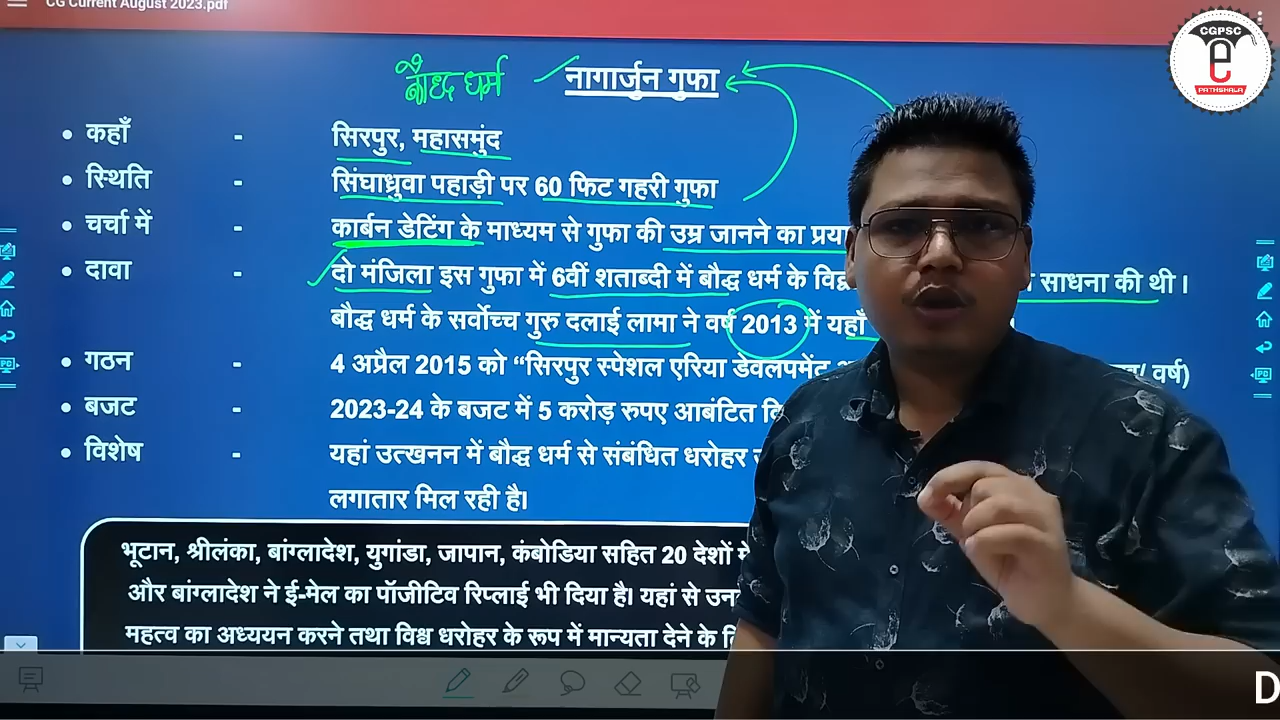 CG Current August 2023.pdf
CGPSC
e
PATHSHALA
बौद्ध धर्म नागार्जुन गुफा
• कहाँ - सिरपुर, महासमुंद
• स्थिति - सिंघाध्रुवा पहाड़ी पर 60 फिट गहरी गुफा
• चर्चा में - कार्बन डेटिंग के माध्यम से गुफा की उम्र जानने का
• दावा - दो मंजिला इस गुफा में 6वीं शताब्दी में बौद्ध धर्म के साधना की थी।
बौद्ध धर्म के सर्वोच्च गुरु दलाई लामा ने वर्ष 2013 में यहाँ
• गठन - 4 अप्रैल 2015 को “सिरपुर स्पेशल एरिया डेवलपमेंट वर्ष)
• बजट - 2023-24 के बजट में 5 करोड़ रुपए आबंटित
• विशेष - यहां उत्खनन में बौद्ध धर्म से संबंधित धरोहर
लगातार मिल रही है।
भूटान, श्रीलंका, बांग्लादेश, युगांडा, जापान, कंबोडिया सहित 20 देशों
और बांग्लादेश ने ई-मेल का पॉजीटिव रिप्लाई भी दिया है। यहां से
महत्व का अध्ययन करने तथा विश्व धरोहर के रूप में मान्यता देने के
D